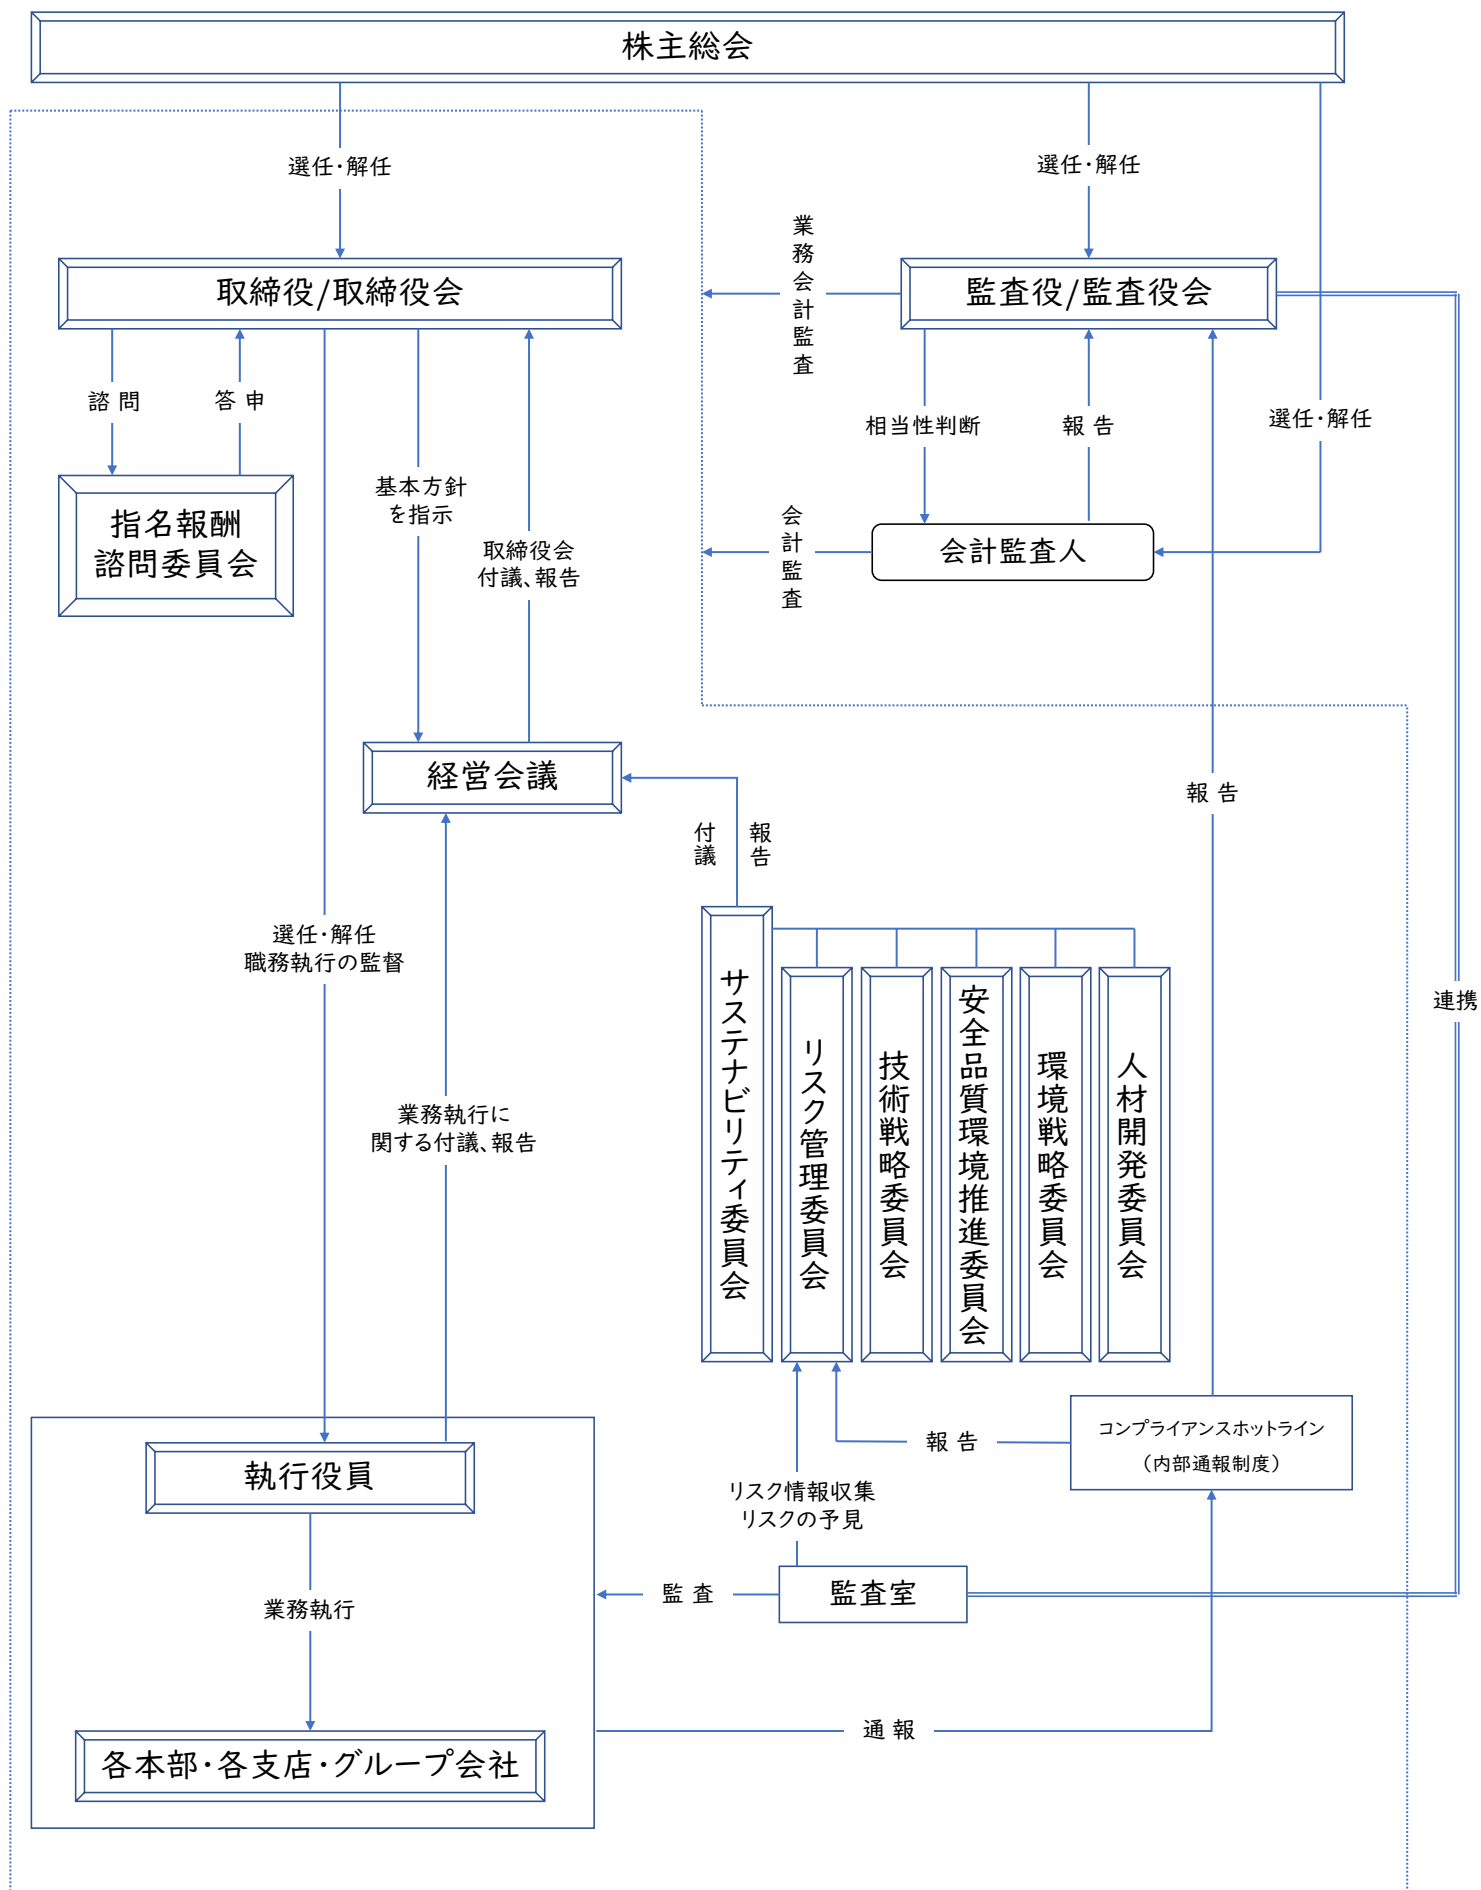 株主総会
選任・解任
選任・解任
業務会計監査
取締役/取締役会
監査役/監査役会
諮 問
答 申
相当性判断
報 告
選任・解任
基本方針
を指示
指名報酬
諮問委員会
取締役会
付議、報告
会計監査
会計監査人
経営会議
付議
報告
報 告
選任・解任
職務執行の監督
連携
サステナビリティ委員会
リスク管理委員会
技術戦略委員会
安全品質環境推進委員会
環境戦略委員会
人材開発委員会
業務執行に
関する付議、報告
コンプライアンスホットライン
（内部通報制度）
報 告
執行役員
リスク情報収集
リスクの予見
監 査
監査室
業務執行
通 報
各本部・各支店・グループ会社